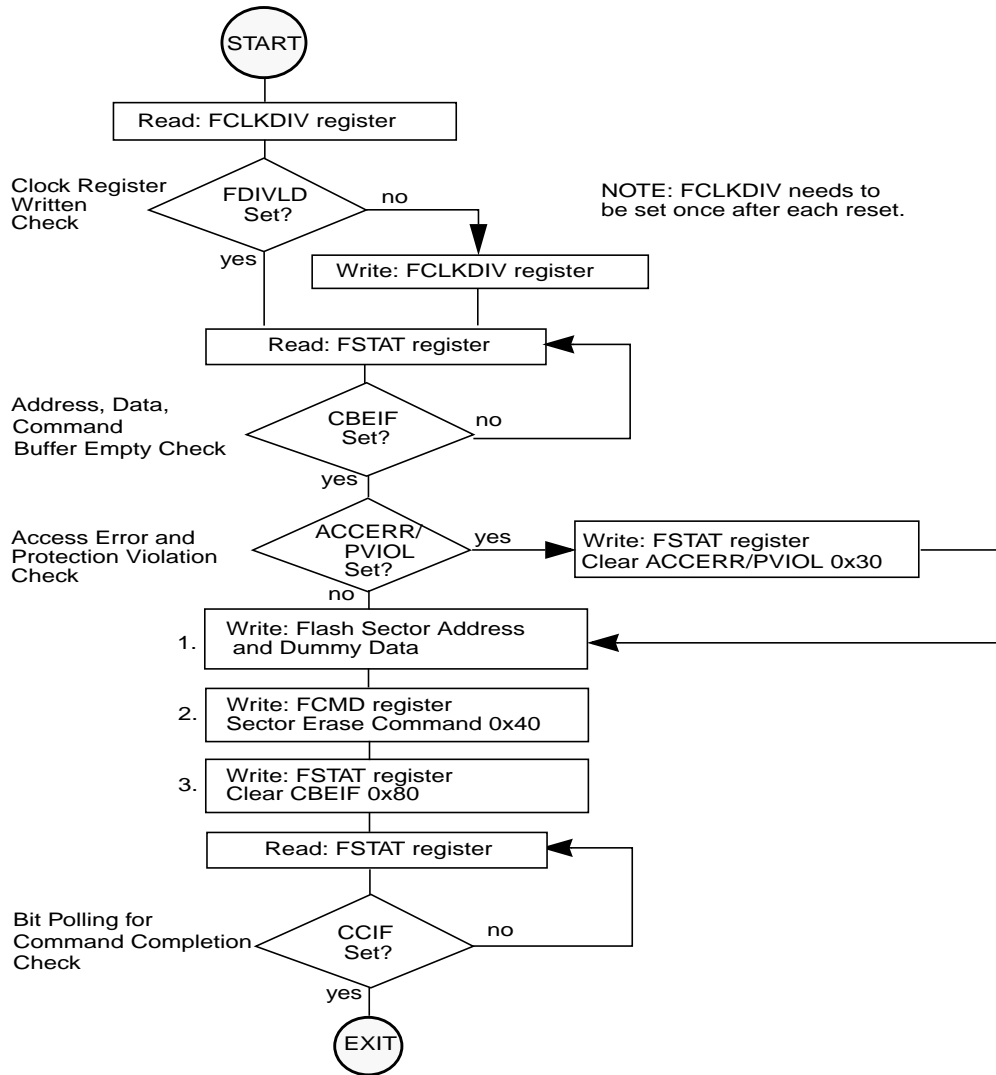 START
Read: FCLKDIV register
Clock Register
Written
Check
FDIVLD
Set?
no
yes
NOTE: FCLKDIV needs to
be set once after each reset.
Write: FCLKDIV register
Read: FSTAT register
Address, Data,
Command
Buffer Empty Check
CBEIF
Set?
no
yes
Access Error and
Protection Violation
Check
ACCERR/
PVIOL
Set?
yes
no
Write: FSTAT register
Clear ACCERR/PVIOL 0x30
1.
Write: Flash Sector Address
and Dummy Data
2.
Write: FCMD register
Sector Erase Command 0x40
3.
Write: FSTAT register
Clear CBEIF 0x80
Read: FSTAT register
Bit Polling for
Command Completion
Check
CCIF
Set?
no
yes
EXIT